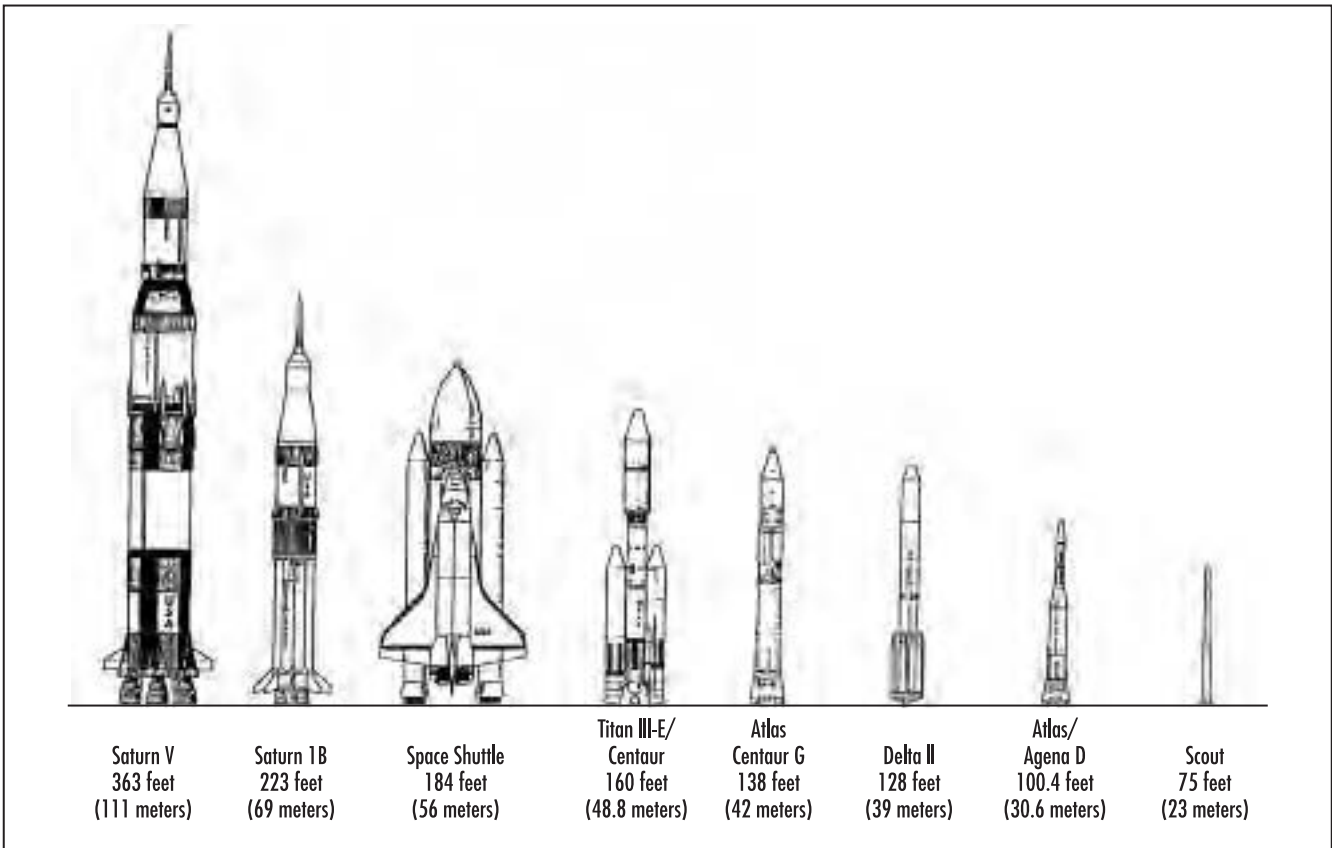 Saturn V
363 feet
(111 meters)
Saturn 1B
223 feet
(69 meters)
Space Shuttle
184 feet
(56 meters)
Titan III-E/
Centaur
160 feet
(48.8 meters)
Atlas
Centaur G
138 feet
(42 meters)
Delta II
128 feet
(39 meters)
Atlas/
Agena D
100.4 feet
(30.6 meters)
Scout
75 feet
(23 meters)